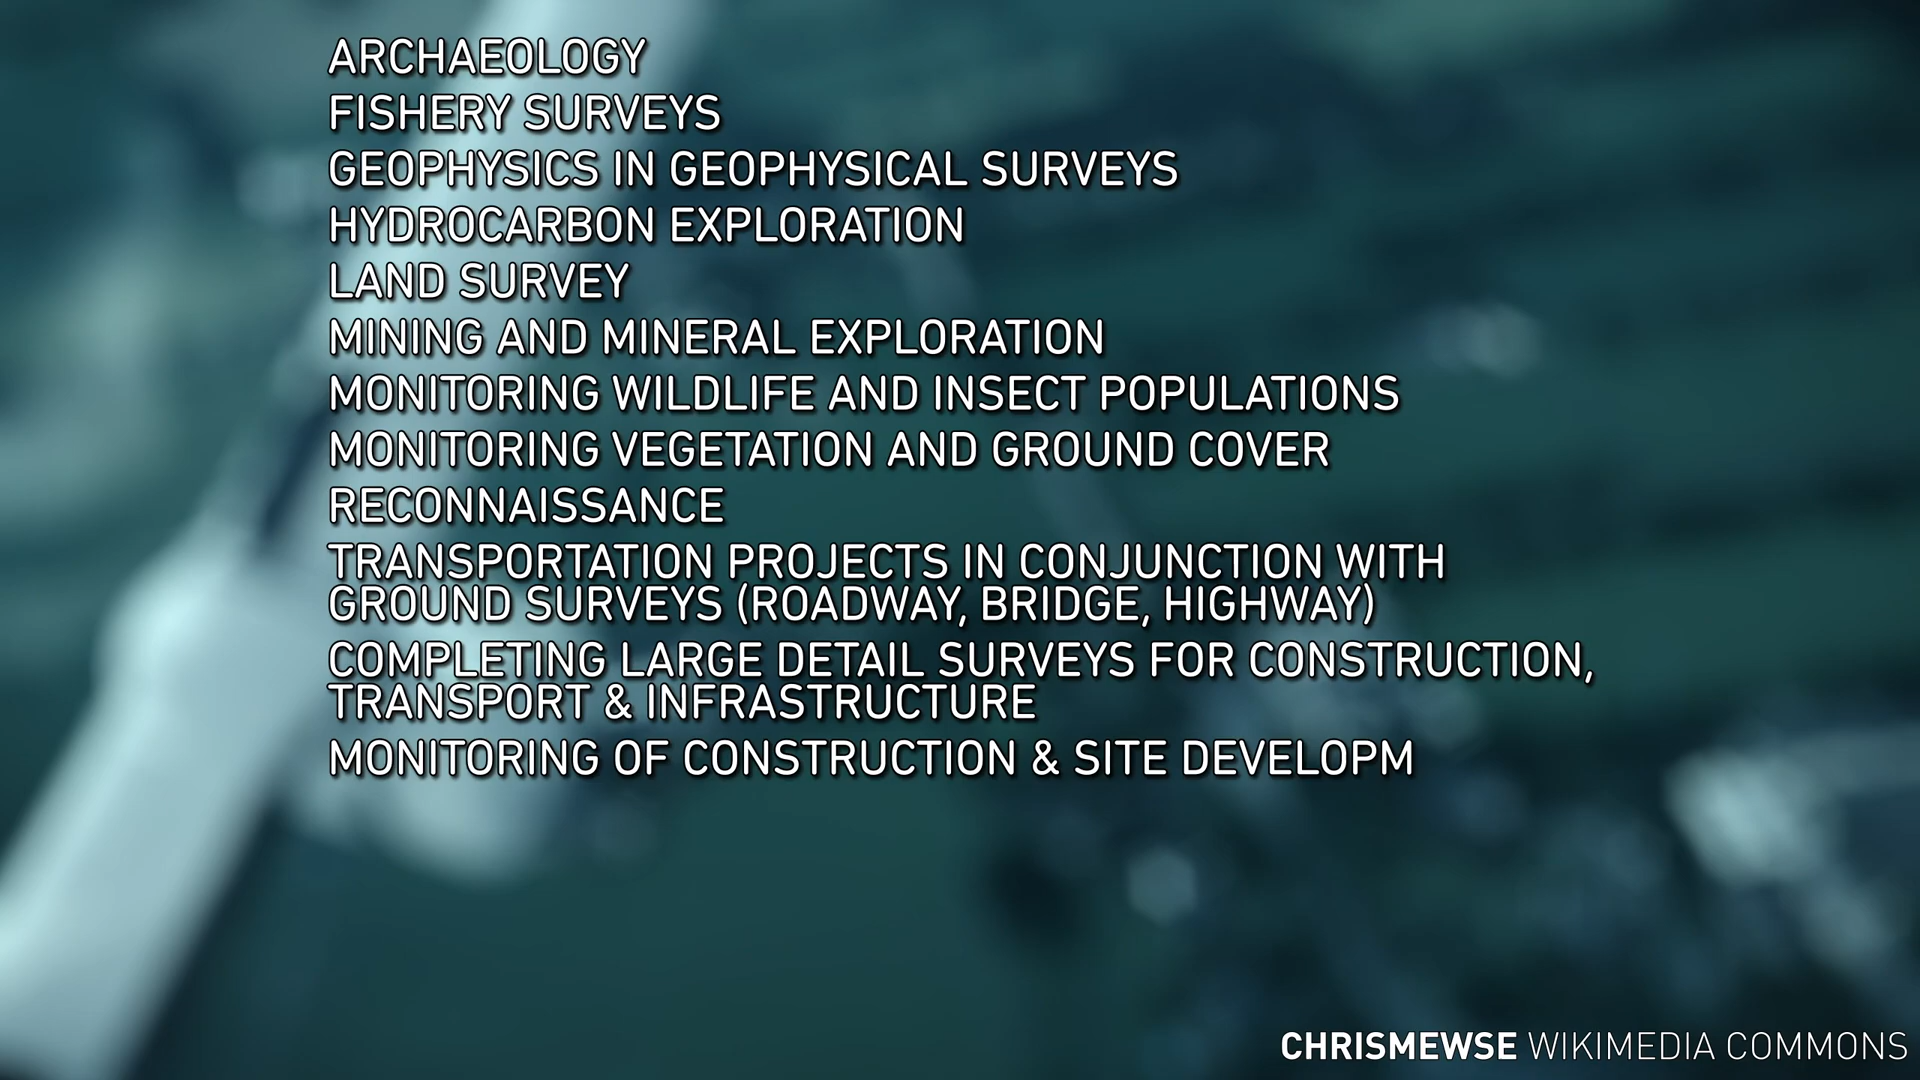 ARCHAEOLOGY
FISHERY SURVEYS
GEOPHYSICS IN GEOPHYSICAL SURVEYS
HYDROCARBON EXPLORATION
LAND SURVEY
MINING AND MINERAL EXPLORATION
MONITORING WILDLIFE AND INSECT POPULATIONS
MONITORING VEGETATION AND GROUND COVER
RECONNAISSANCE
TRANSPORTATION PROJECTS IN CONJUNCTION WITH
GROUND SURVEYS (ROADWAY, BRIDGE, HIGHWAY)
COMPLETING LARGE DETAIL SURVEYS FOR CONSTRUCTION,
TRANSPORT & INFRASTRUCTURE
MONITORING OF CONSTRUCTION & SITE DEVELOPM
CHRISMEWSE WIKIMEDIA COMMONS